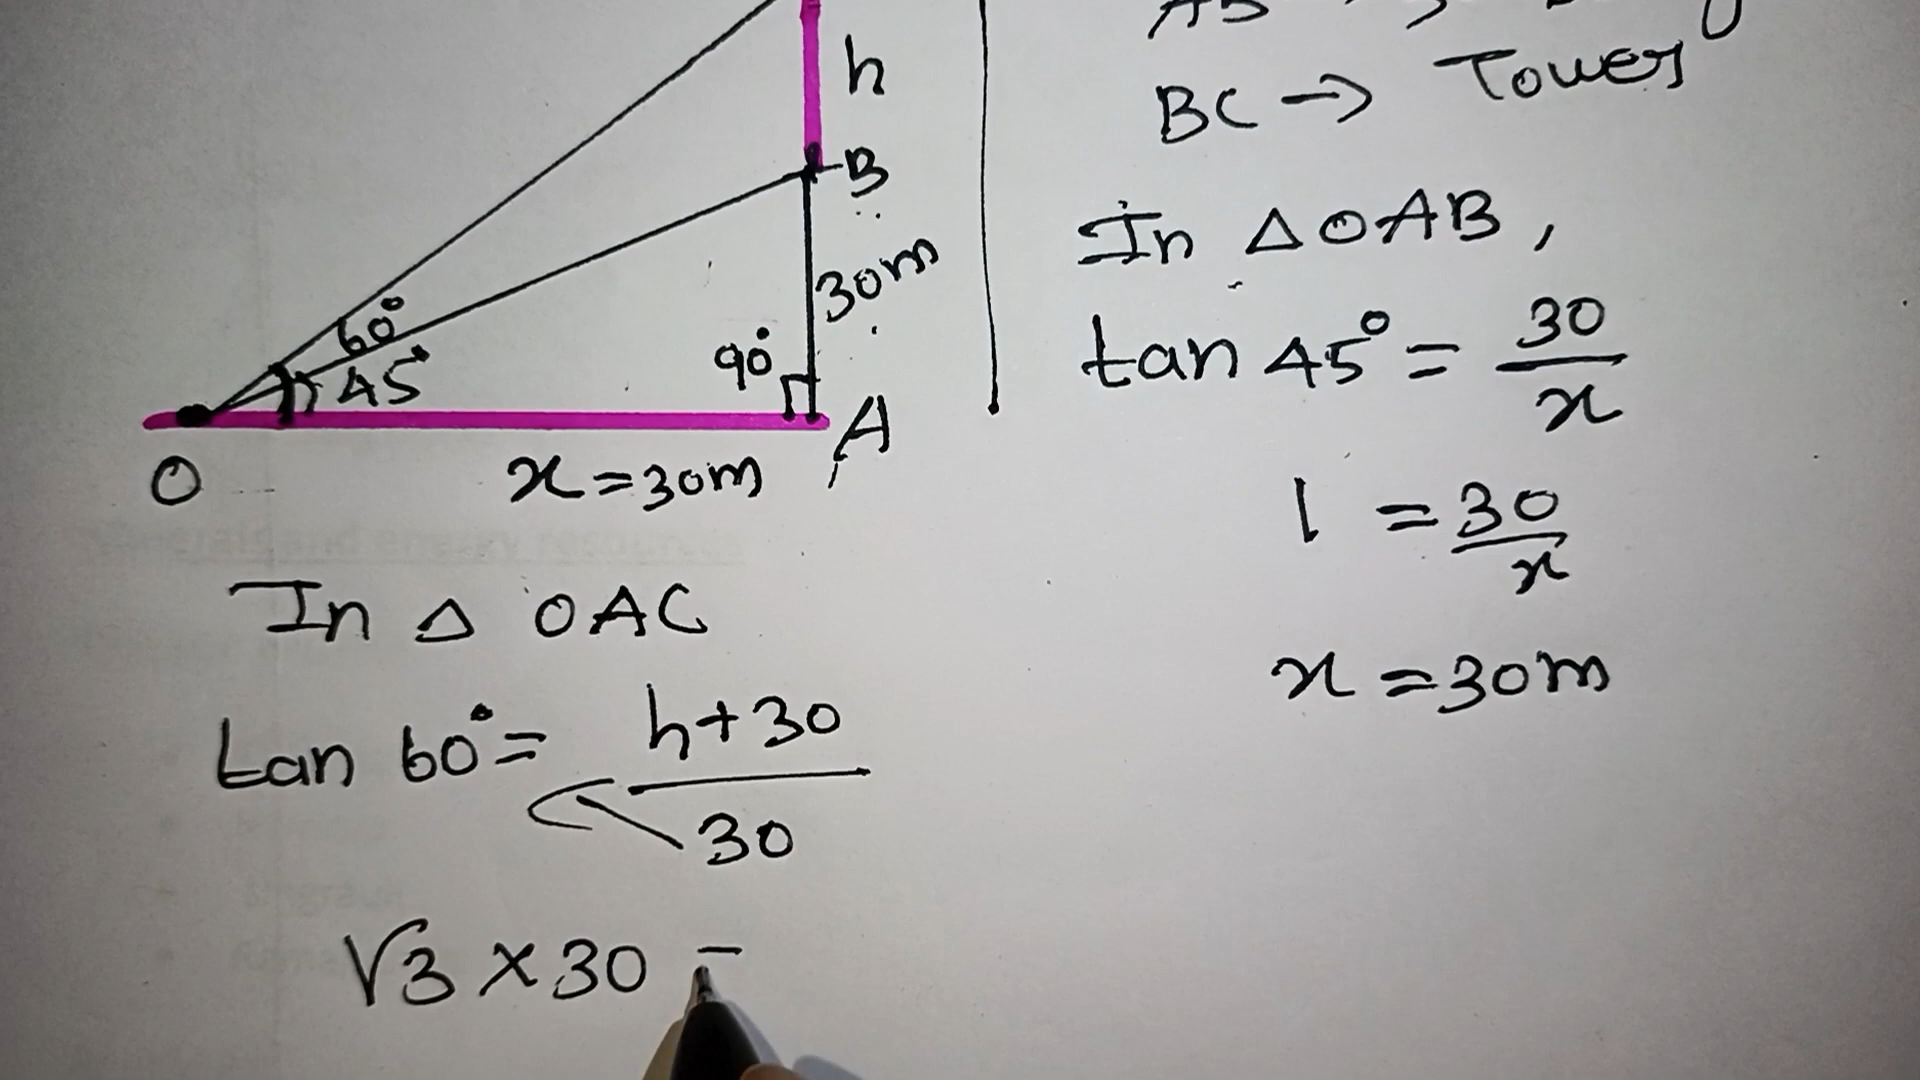 h
BC → Tower
B
In △OAB,
30m
60°
tan 45° = 30/x
90°
45°
A
O
x = 30m
1 = 30/x
In △ OAC
x = 30m
tan 60° = h+30/30
√3 × 30 =